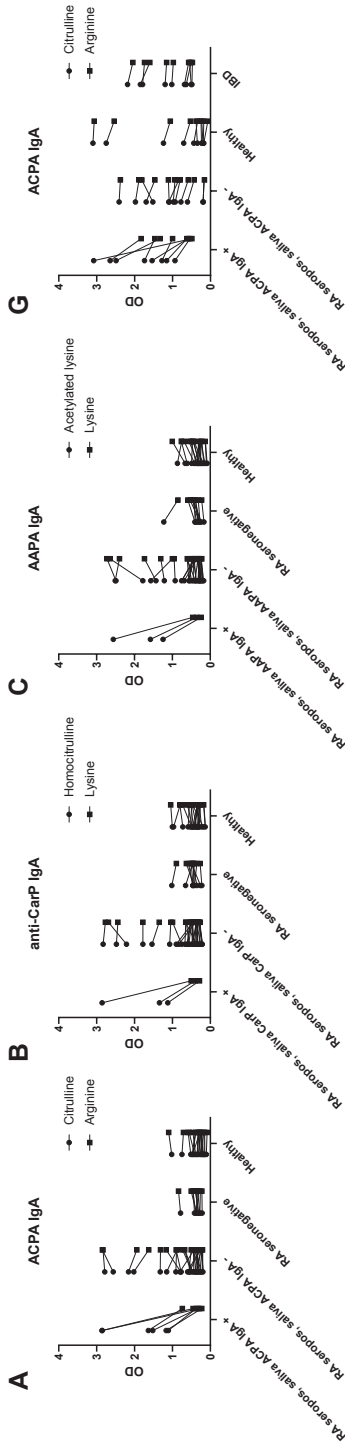 A
ACPA IgA
Citrulline
Arginine
OD
4
3
2
1
0
RA seropos, saliva ACPA IgA +
RA seropos, saliva ACPA IgA -
RA seronegative
Healthy
B
anti-CarP IgA
Homocitrulline
Lysine
OD
4
3
2
1
0
RA seropos, saliva CarP IgA +
RA seropos, saliva CarP IgA -
RA seronegative
Healthy
C
AAPA IgA
Acetylated lysine
Lysine
OD
4
3
2
1
0
RA seropos, saliva AAPA IgA +
RA seropos, saliva AAPA IgA -
RA seronegative
Healthy
G
ACPA IgA
Citrulline
Arginine
OD
4
3
2
1
0
RA seropos, saliva ACPA IgA +
RA seropos, saliva ACPA IgA -
Healthy
IBD